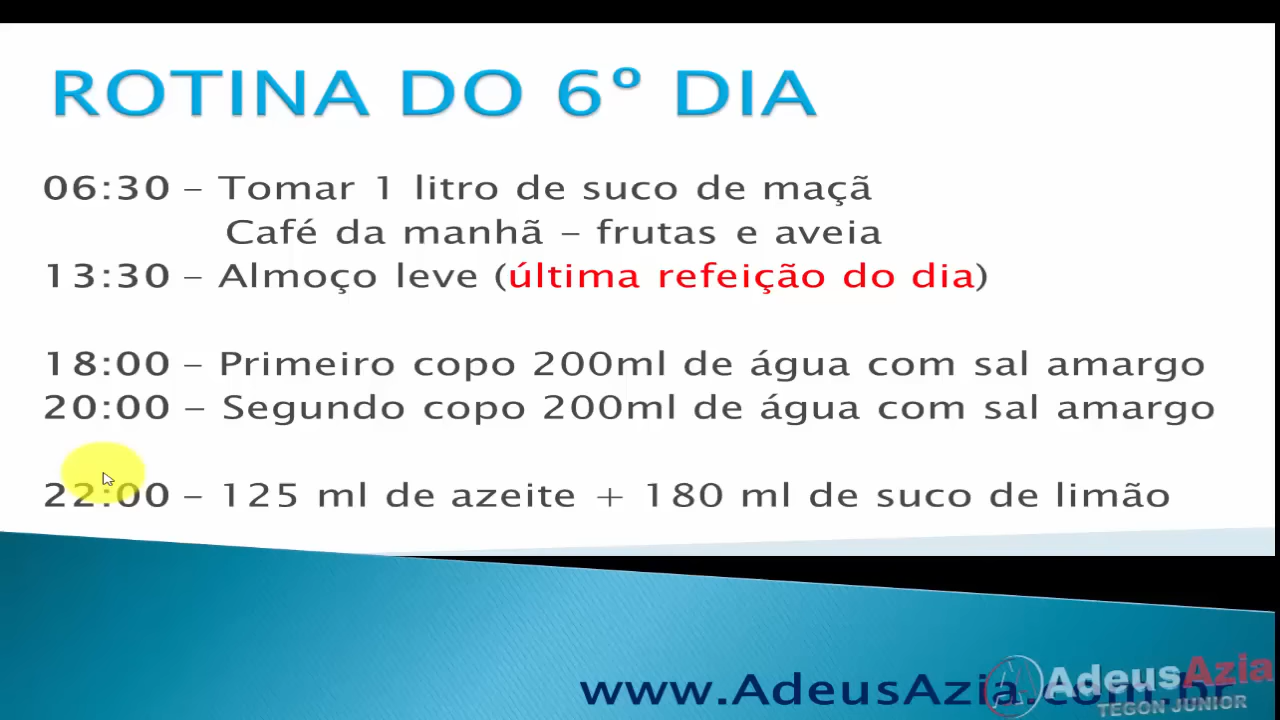 ROTINA DO 6º DIA
06:30 – Tomar 1 litro de suco de maçã
Café da manhã – frutas e aveia
13:30 – Almoço leve (última refeição do dia)
18:00 – Primeiro copo 200ml de água com sal amargo
20:00 – Segundo copo 200ml de água com sal amargo
22:00 – 125 ml de azeite + 180 ml de suco de limão
www.AdeusAzia.com.br
AdeusAzia
TEGON JUNIOR